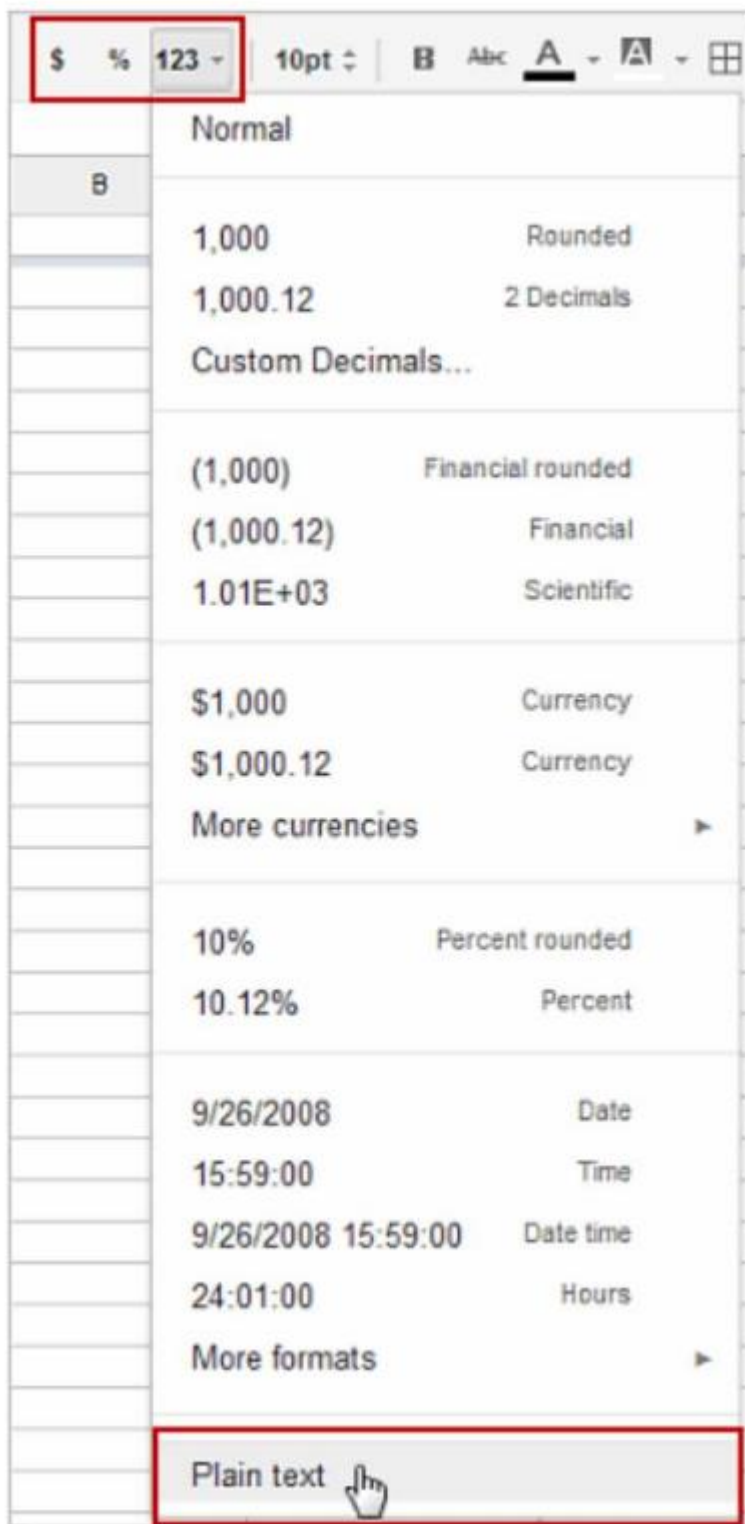 $ % 123 10pt B Abc A A
Normal
B
1,000 Rounded
1,000.12 2 Decimals
Custom Decimals...
(1,000) Financial rounded
(1,000.12) Financial
1.01E+03 Scientific
$1,000 Currency
$1,000.12 Currency
More currencies
10% Percent rounded
10.12% Percent
9/26/2008 Date
15:59:00 Time
9/26/2008 15:59:00 Date time
24:01:00 Hours
More formats
Plain text